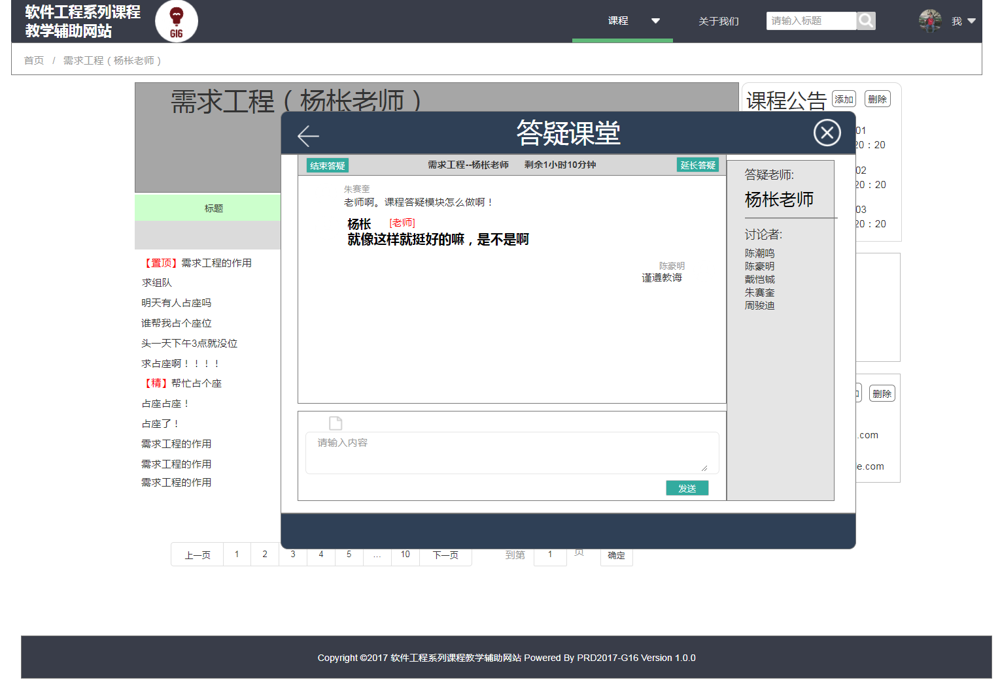 软件工程系列课程
教学辅助网站
G16
课程
关于我们
请输入标题
我
首页 / 需求工程（杨枨老师）
需求工程（杨枨老师）
课程公告
添加
删除
01
20：20
02
20：20
03
20：20
标题
【置顶】需求工程的作用
求组队
明天有人占座吗
谁帮我占个座位
头一天下午3点就没位
求占座啊！！！！
【精】帮忙占个座
占座占座！
占座了！
需求工程的作用
需求工程的作用
需求工程的作用
答疑课堂
结束答疑
需求工程--杨枨老师 剩余1小时10分钟
延长答疑
朱赛奎
老师啊。课程答疑模块怎么做啊！
杨枨 [老师]
就像这样就挺好的嘛，是不是啊
陈豪明
谨遵教诲
请输入内容
发送
答疑老师:
杨枨老师
讨论者:
陈潮鸣
陈豪明
戴恺铖
朱赛奎
周骏迪
删除
.com
le.com
上一页 1 2 3 4 5 ... 10 下一页 到第 1 页 确定
Copyright ©2017 软件工程系列课程教学辅助网站 Powered By PRD2017-G16 Version 1.0.0